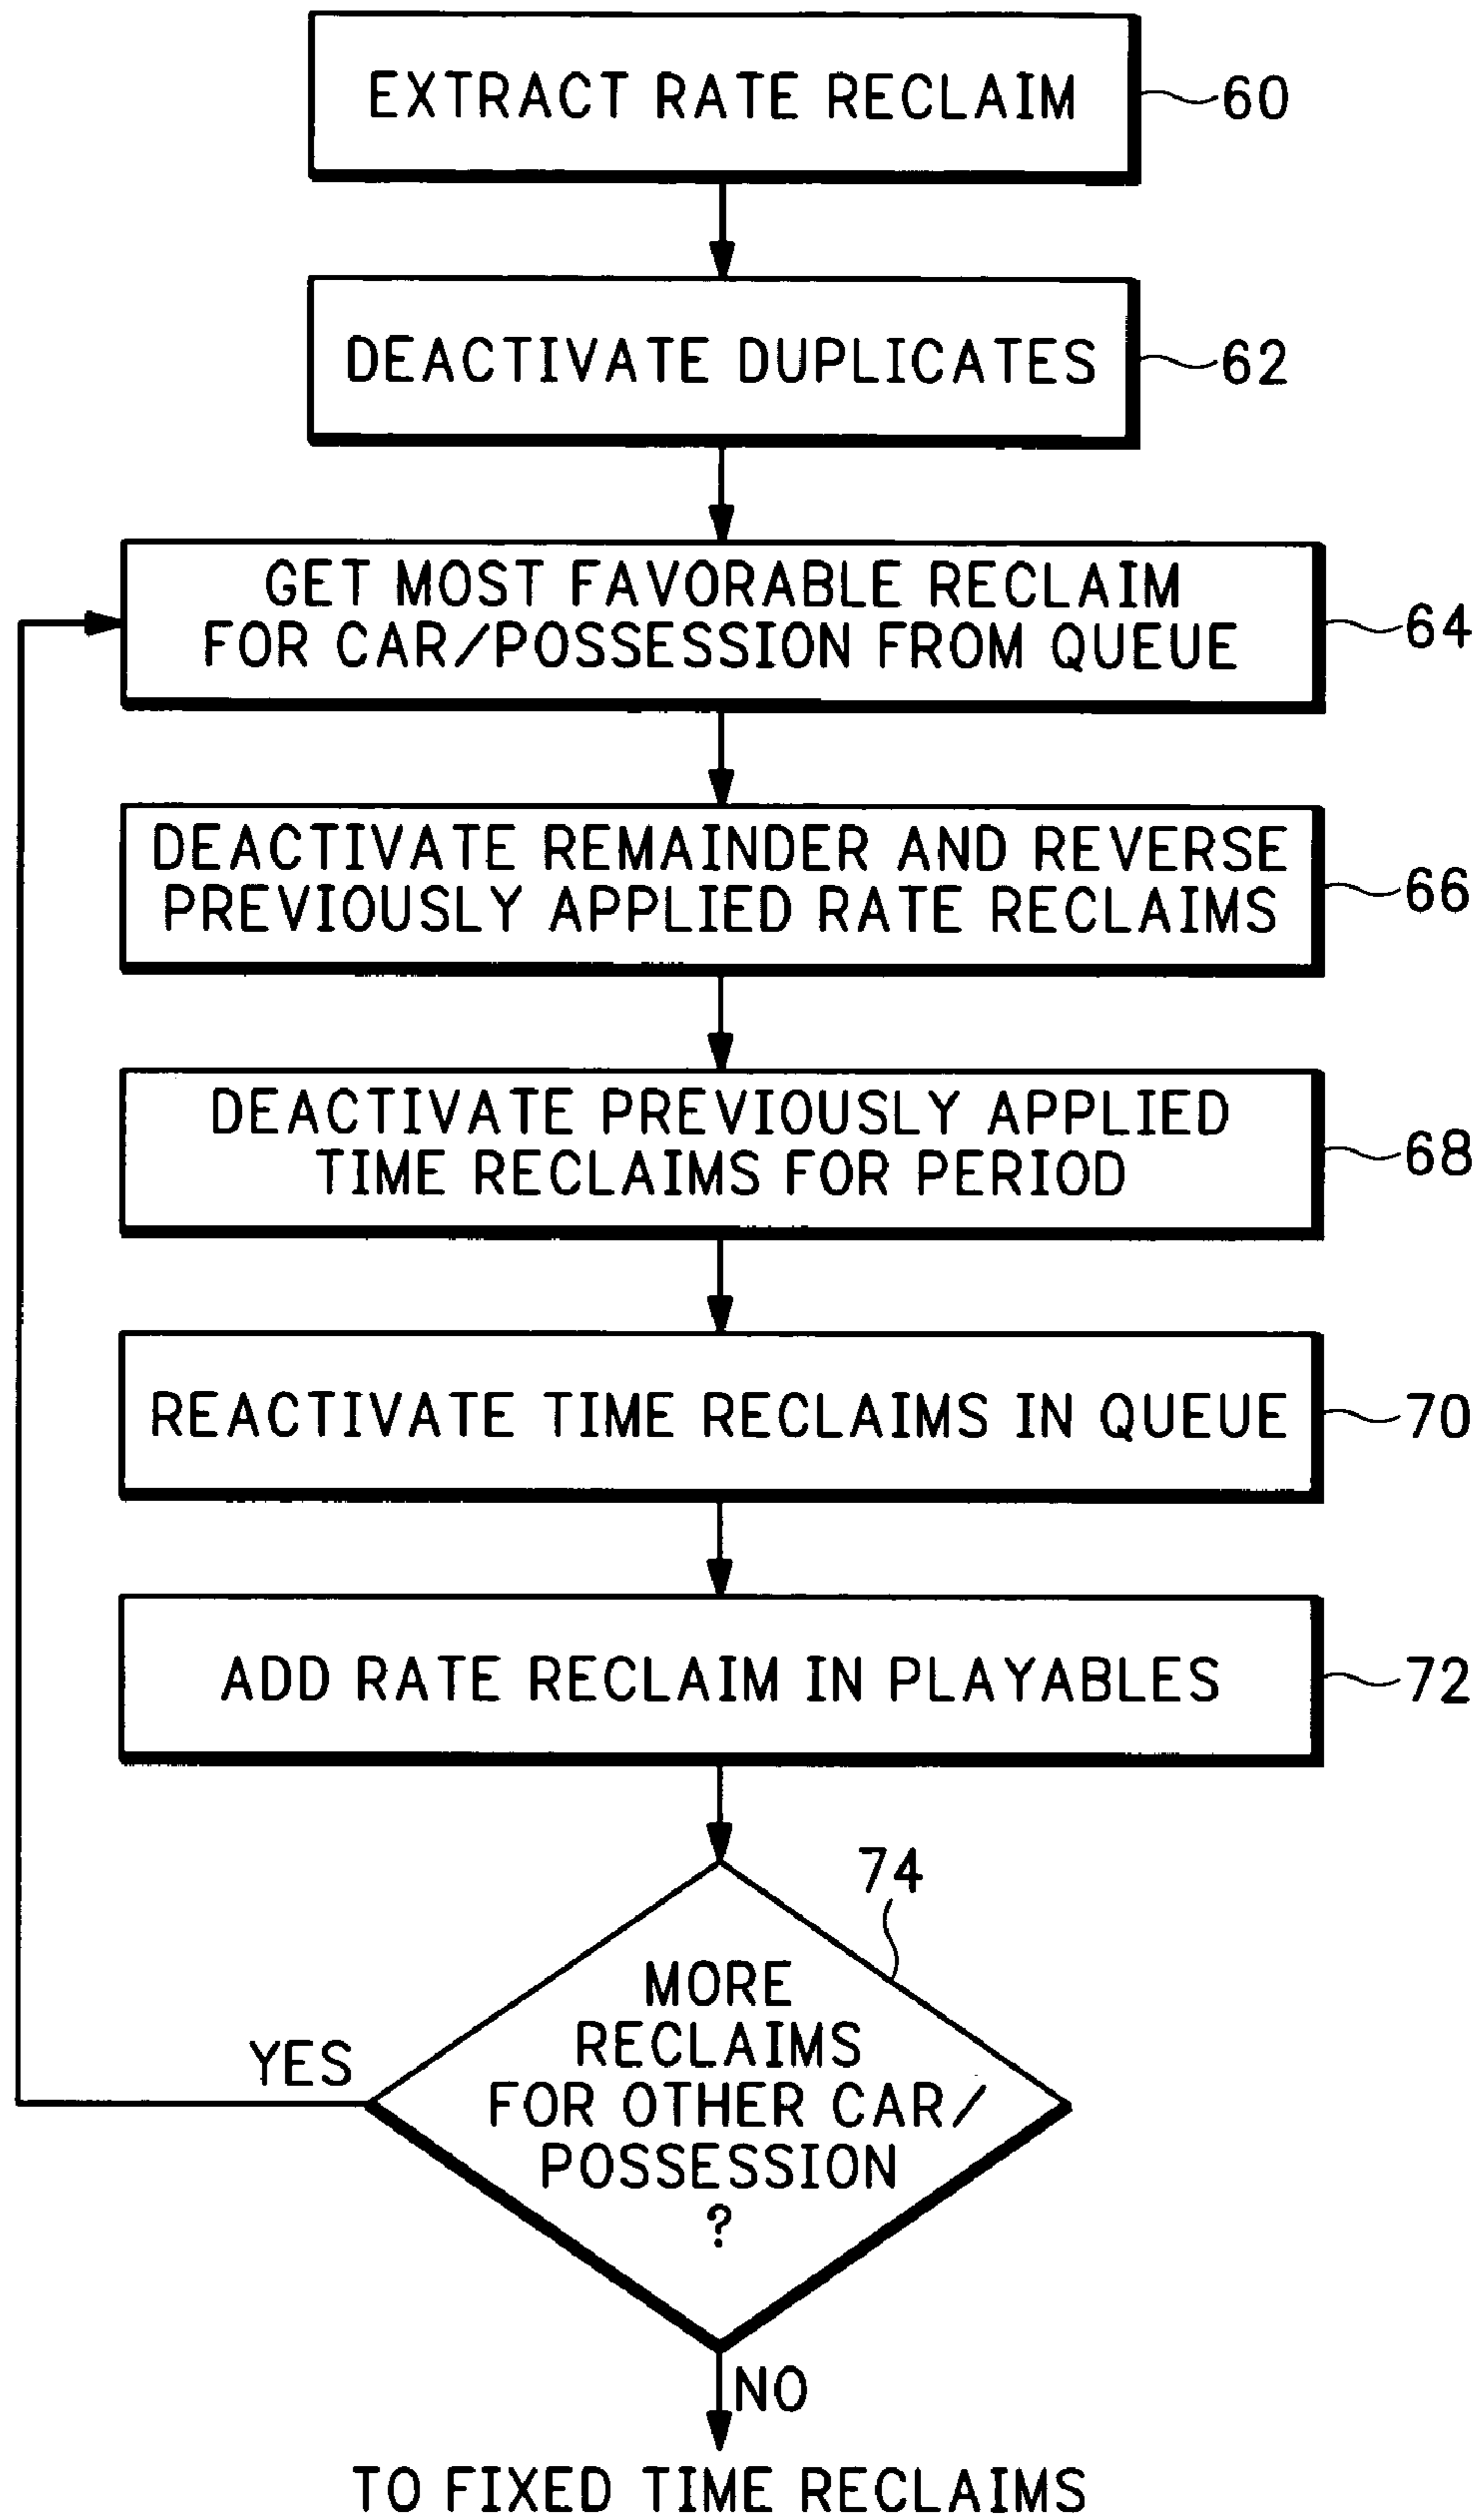 EXTRACT RATE RECLAIM
60
DEACTIVATE DUPLICATES
62
GET MOST FAVORABLE RECLAIM
FOR CAR/POSSESSION FROM QUEUE
64
DEACTIVATE REMAINDER AND REVERSE
PREVIOUSLY APPLIED RATE RECLAIMS
66
DEACTIVATE PREVIOUSLY APPLIED
TIME RECLAIMS FOR PERIOD
68
REACTIVATE TIME RECLAIMS IN QUEUE
70
ADD RATE RECLAIM IN PLAYABLES
72
74
MORE
RECLAIMS
FOR OTHER CAR/
POSSESSION
?
YES
NO
TO FIXED TIME RECLAIMS